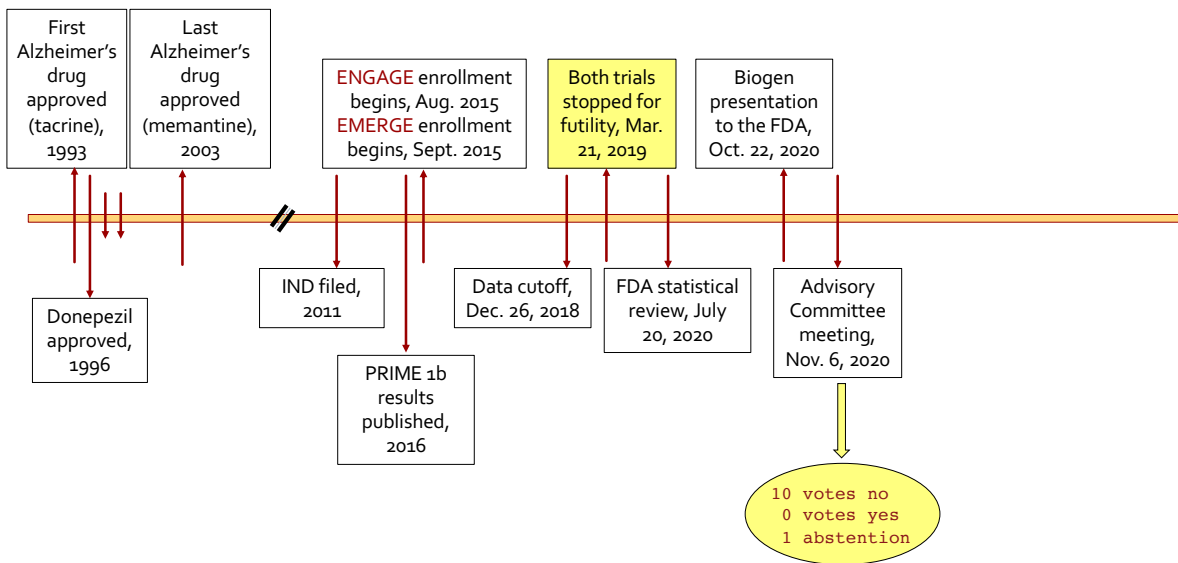 First
Alzheimer's
drug
approved
(tacrine),
1993
Last
Alzheimer's
drug
approved
(memantine),
2003
ENGAGE enrollment
begins, Aug. 2015
EMERGE enrollment
begins, Sept. 2015
Both trials
stopped for
futility, Mar.
21, 2019
Biogen
presentation
to the FDA,
Oct. 22, 2020
Donepezil
approved,
1996
IND filed,
2011
PRIME 1b
results
published,
2016
Data cutoff,
Dec. 26, 2018
FDA statistical
review, July
20, 2020
Advisory
Committee
meeting,
Nov. 6, 2020
10 votes no
0 votes yes
1 abstention